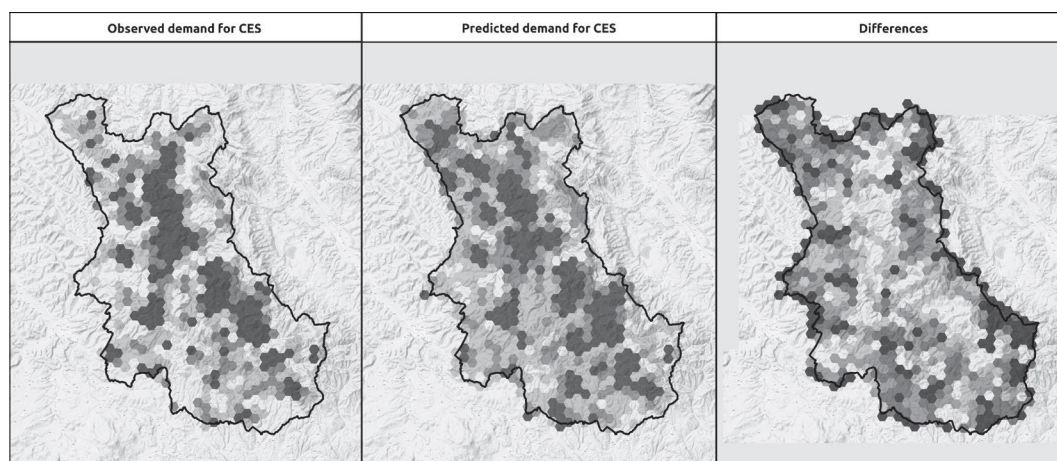 Observed demand for CES
Predicted demand for CES
Differences